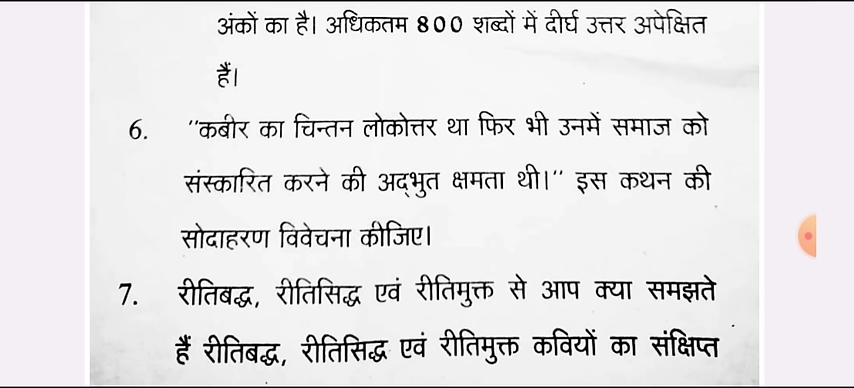 अंकों का है। अधिकतम 800 शब्दों में दीर्घ उत्तर अपेक्षित
हैं।
6. "कबीर का चिन्तन लोकोत्तर था फिर भी उनमें समाज को
संस्कारित करने की अद्भुत क्षमता थी।" इस कथन की
सोदाहरण विवेचना कीजिए।
7. रीतिबद्ध, रीतिसिद्ध एवं रीतिमुक्त से आप क्या समझते
हैं रीतिबद्ध, रीतिसिद्ध एवं रीतिमुक्त कवियों का संक्षिप्त